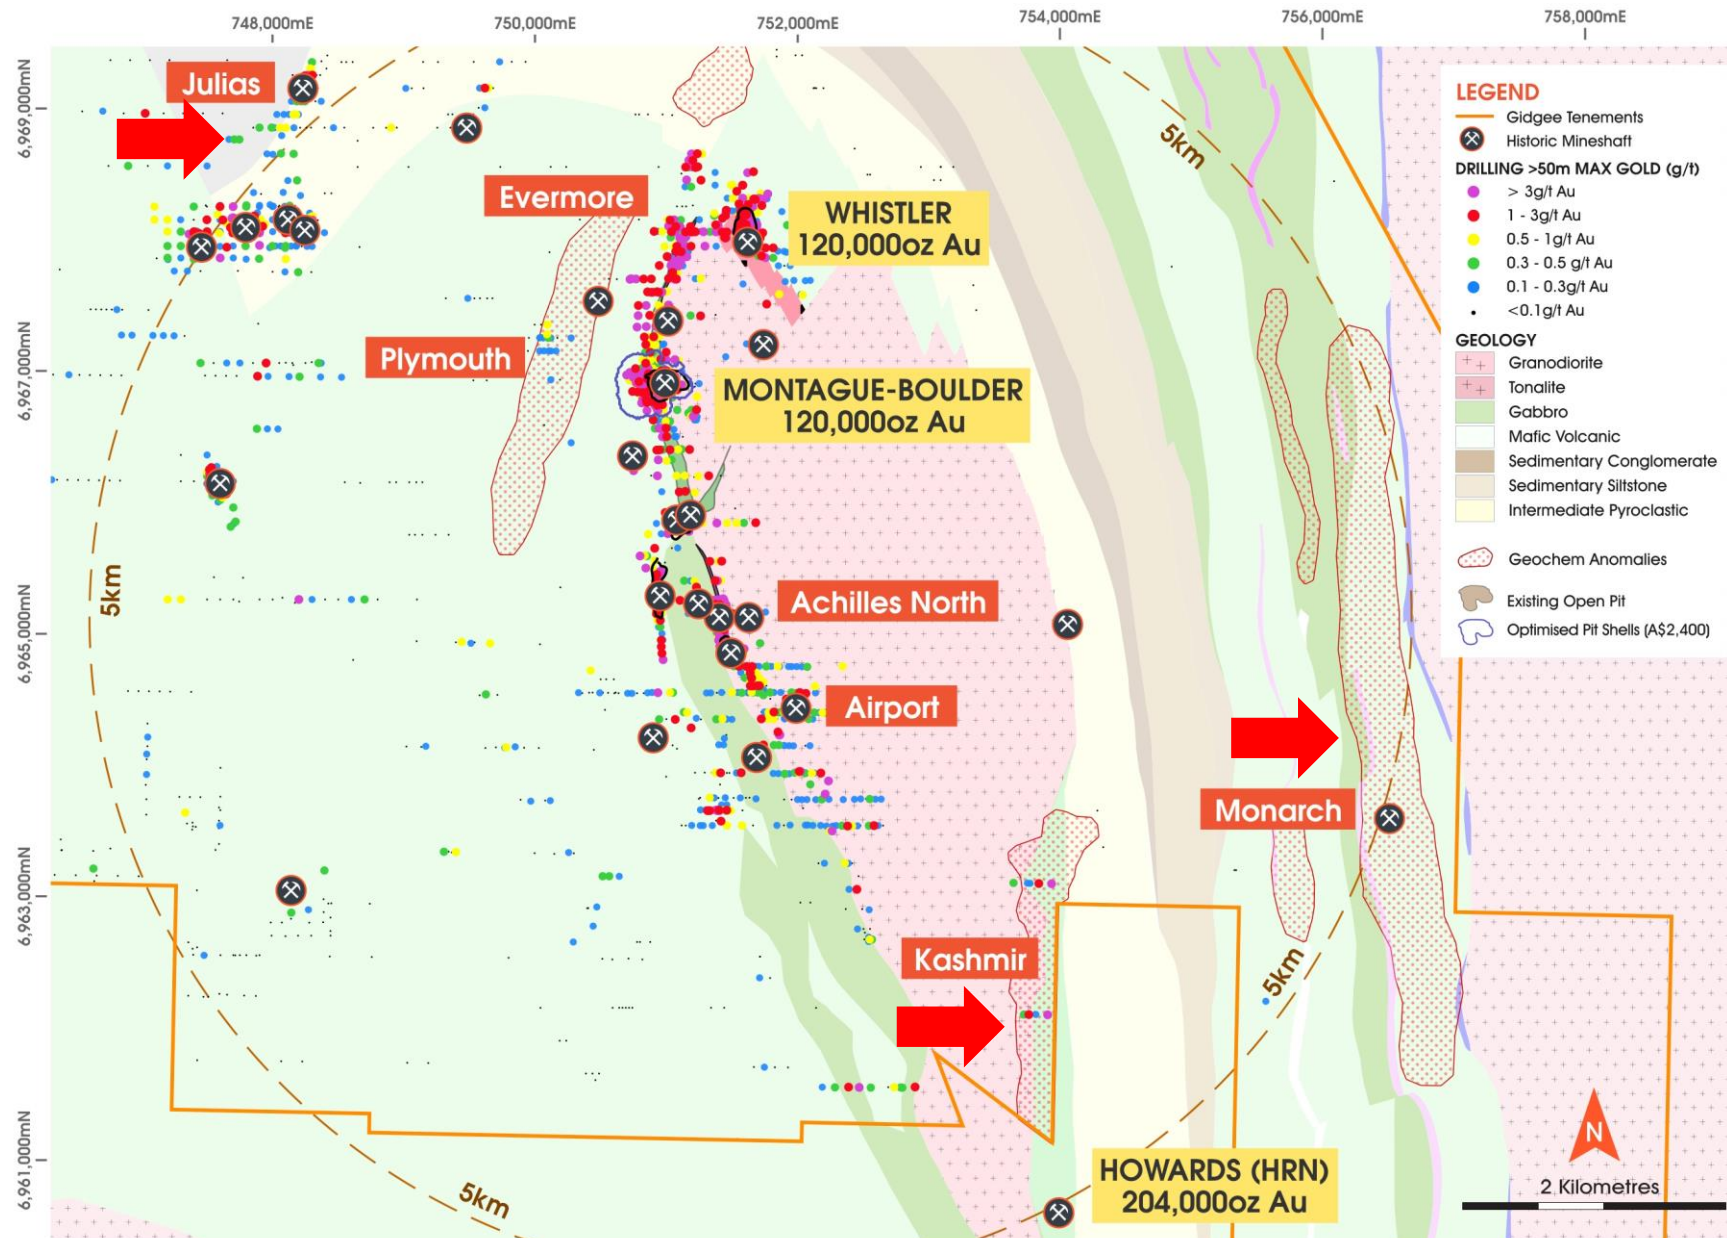 748,000mE
750,000mE
752,000mE
754,000mE
756,000mE
758,000mE
6,969,000mN
6,967,000mN
6,965,000mN
6,963,000mN
6,961,000mN
Julias
Evermore
Plymouth
WHISTLER
120,000oz Au
MONTAGUE-BOULDER
120,000oz Au
Achilles North
Airport
Monarch
Kashmir
HOWARDS (HRN)
204,000oz Au
5km
5km
5km
5km
LEGEND
Gidgee Tenements
Historic Mineshaft
DRILLING >50m MAX GOLD (g/t)
> 3g/t Au
1 - 3g/t Au
0.5 - 1g/t Au
0.3 - 0.5 g/t Au
0.1 - 0.3g/t Au
<0.1g/t Au
GEOLOGY
Granodiorite
Tonalite
Gabbro
Mafic Volcanic
Sedimentary Conglomerate
Sedimentary Siltstone
Intermediate Pyroclastic
Geochem Anomalies
Existing Open Pit
Optimised Pit Shells (A$2,400)
N
2 Kilometres